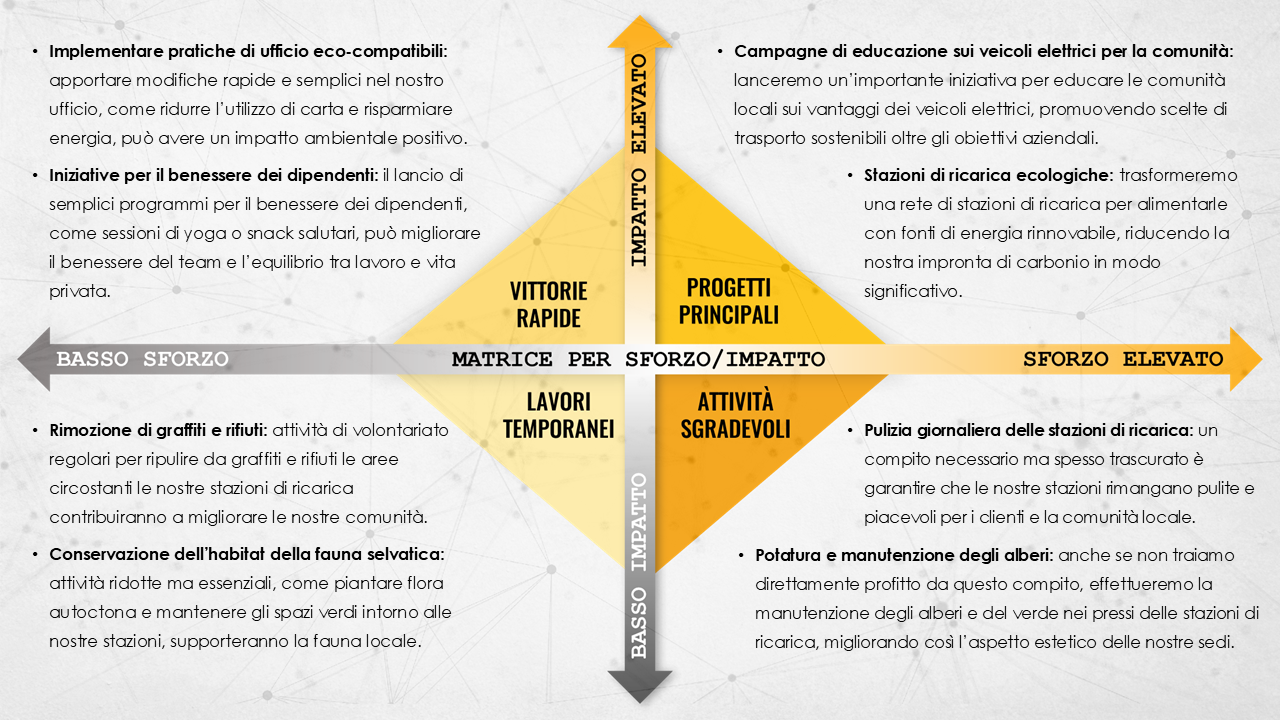 • Implementare pratiche di ufficio eco-compatibili:
apportare modifiche rapide e semplici nel nostro
ufficio, come ridurre l'utilizzo di carta e risparmiare
energia, può avere un impatto ambientale positivo.
• Iniziative per il benessere dei dipendenti: il lancio di
semplici programmi per il benessere dei dipendenti,
come sessioni di yoga o snack salutari, può migliorare
il benessere del team e l'equilibrio tra lavoro e vita
privata.
• Campagne di educazione sui veicoli elettrici per la comunità:
lanceremo un'importante iniziativa per educare le comunità
locali sui vantaggi dei veicoli elettrici, promuovendo scelte di
trasporto sostenibili oltre gli obiettivi aziendali.
• Stazioni di ricarica ecologiche: trasformeremo
una rete di stazioni di ricarica per alimentarle
con fonti di energia rinnovabile, riducendo la
nostra impronta di carbonio in modo
significativo.
IMPATTO ELEVATO
VITTORIE
RAPIDE
PROGETTI
PRINCIPALI
BASSO SFORZO
MATRICE PER SFORZO/IMPATTO
SFORZO ELEVATO
LAVORI
TEMPORANEI
ATTIVITÀ
SGRADEVOLI
BASSO IMPATTO
• Rimozione di graffiti e rifiuti: attività di volontariato
regolari per ripulire da graffiti e rifiuti le aree
circostanti le nostre stazioni di ricarica
contribuiranno a migliorare le nostre comunità.
• Conservazione dell'habitat della fauna selvatica:
attività ridotte ma essenziali, come piantare flora
autoctona e mantenere gli spazi verdi intorno alle
nostre stazioni, supporteranno la fauna locale.
• Pulizia giornaliera delle stazioni di ricarica: un
compito necessario ma spesso trascurato è
garantire che le nostre stazioni rimangano pulite e
piacevoli per i clienti e la comunità locale.
• Potatura e manutenzione degli alberi: anche se non traiamo
direttamente profitto da questo compito, effettueremo la
manutenzione degli alberi e del verde nei pressi delle stazioni di
ricarica, migliorando così l'aspetto estetico delle nostre sedi.